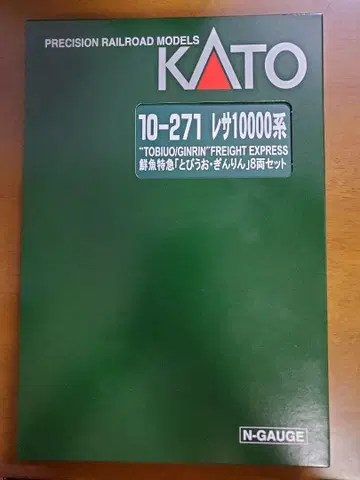 PRECISION RAILROAD MODELS
KATO
10-271 レサ10000系
"TOBIUO/GINRIN" FREIGHT EXPRESS
鮮魚特急「とびうお・ぎんりん」8両セット
N-GAUGE